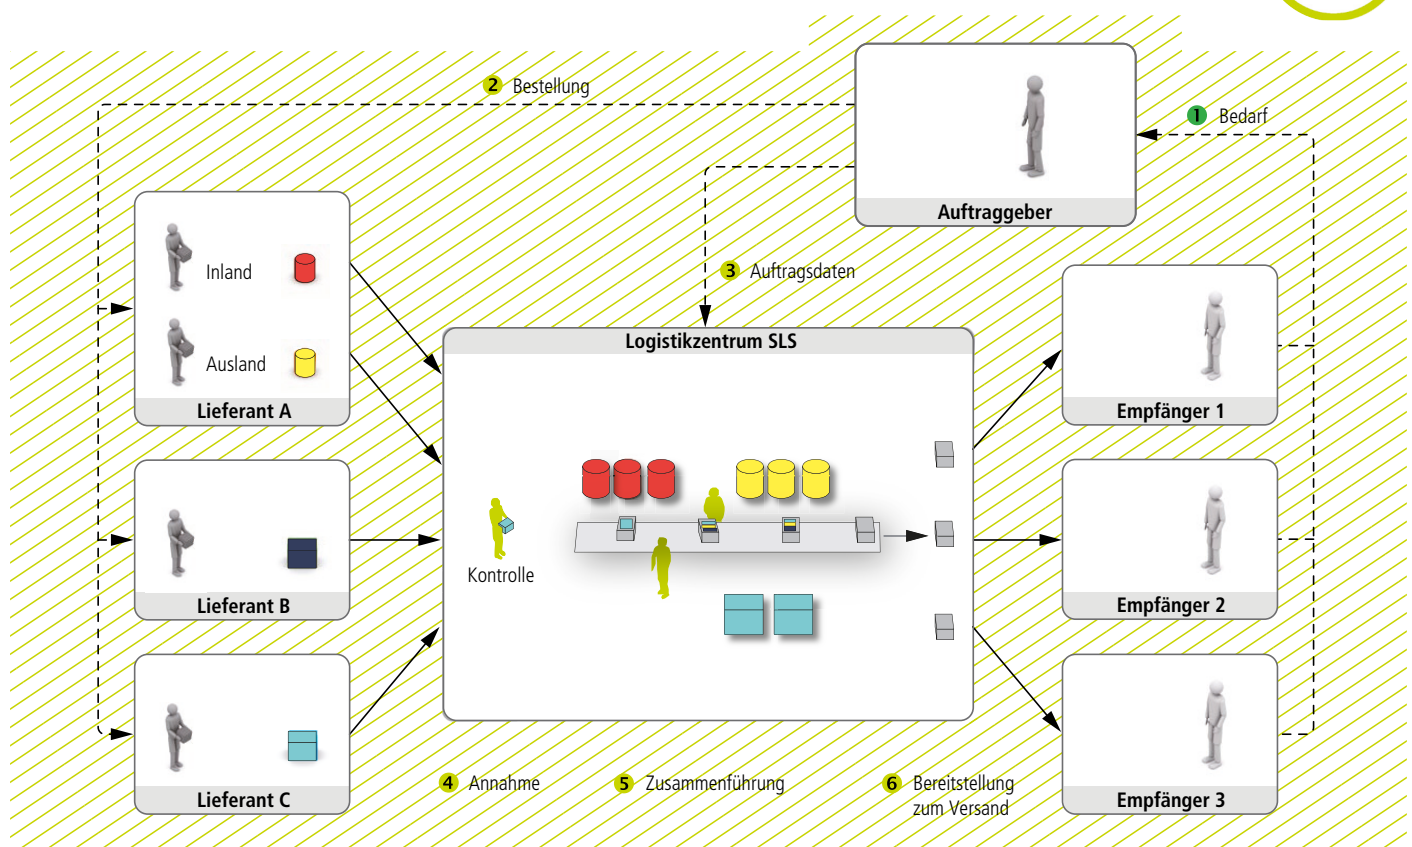 2 Bestellung
1 Bedarf
Auftraggeber
3 Auftragsdaten
Inland
Ausland
Lieferant A
Logistikzentrum SLS
Empfänger 1
Kontrolle
Lieferant B
Empfänger 2
Lieferant C
Empfänger 3
4 Annahme
5 Zusammenführung
6 Bereitstellung
zum Versand